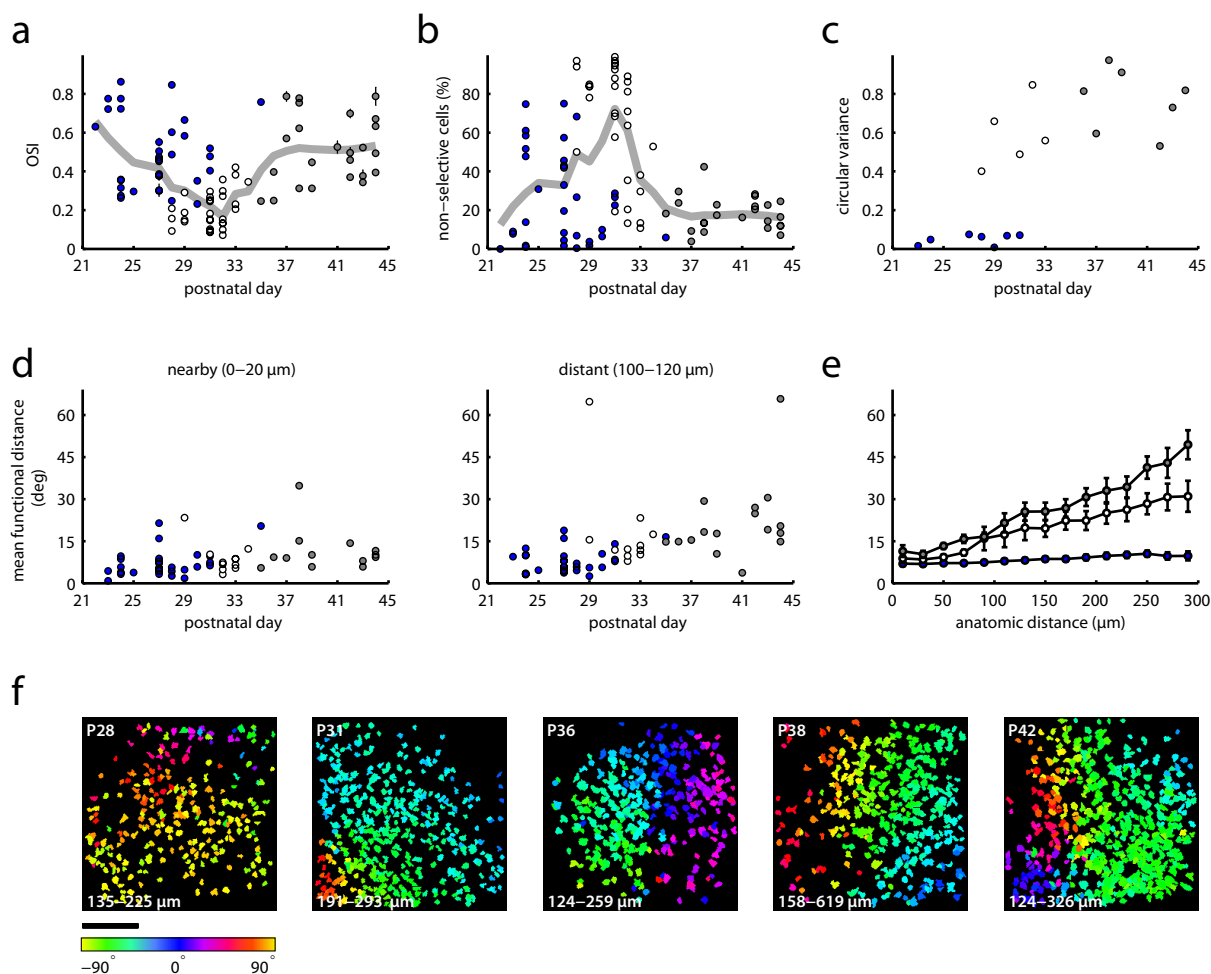 a
b
c
OSI
0.8
0.6
0.4
0.2
0
21 25 29 33 37 41 45
postnatal day
non−selective cells (%)
80
60
40
20
0
21 25 29 33 37 41 45
postnatal day
circular variance
0.8
0.6
0.4
0.2
0
21 25 29 33 37 41 45
postnatal day
d
nearby (0−20 µm)
distant (100−120 µm)
e
mean functional distance
(deg)
60
45
30
15
0
21 25 29 33 37 41 45
postnatal day
60
45
30
15
0
21 25 29 33 37 41 45
postnatal day
60
45
30
15
0
0 50 100 150 200 250 300
anatomic distance (µm)
f
P28
135−225 µm
P31
191−293 µm
P36
124−259 µm
P38
158−619 µm
P42
124−326 µm
−90° 0° 90°